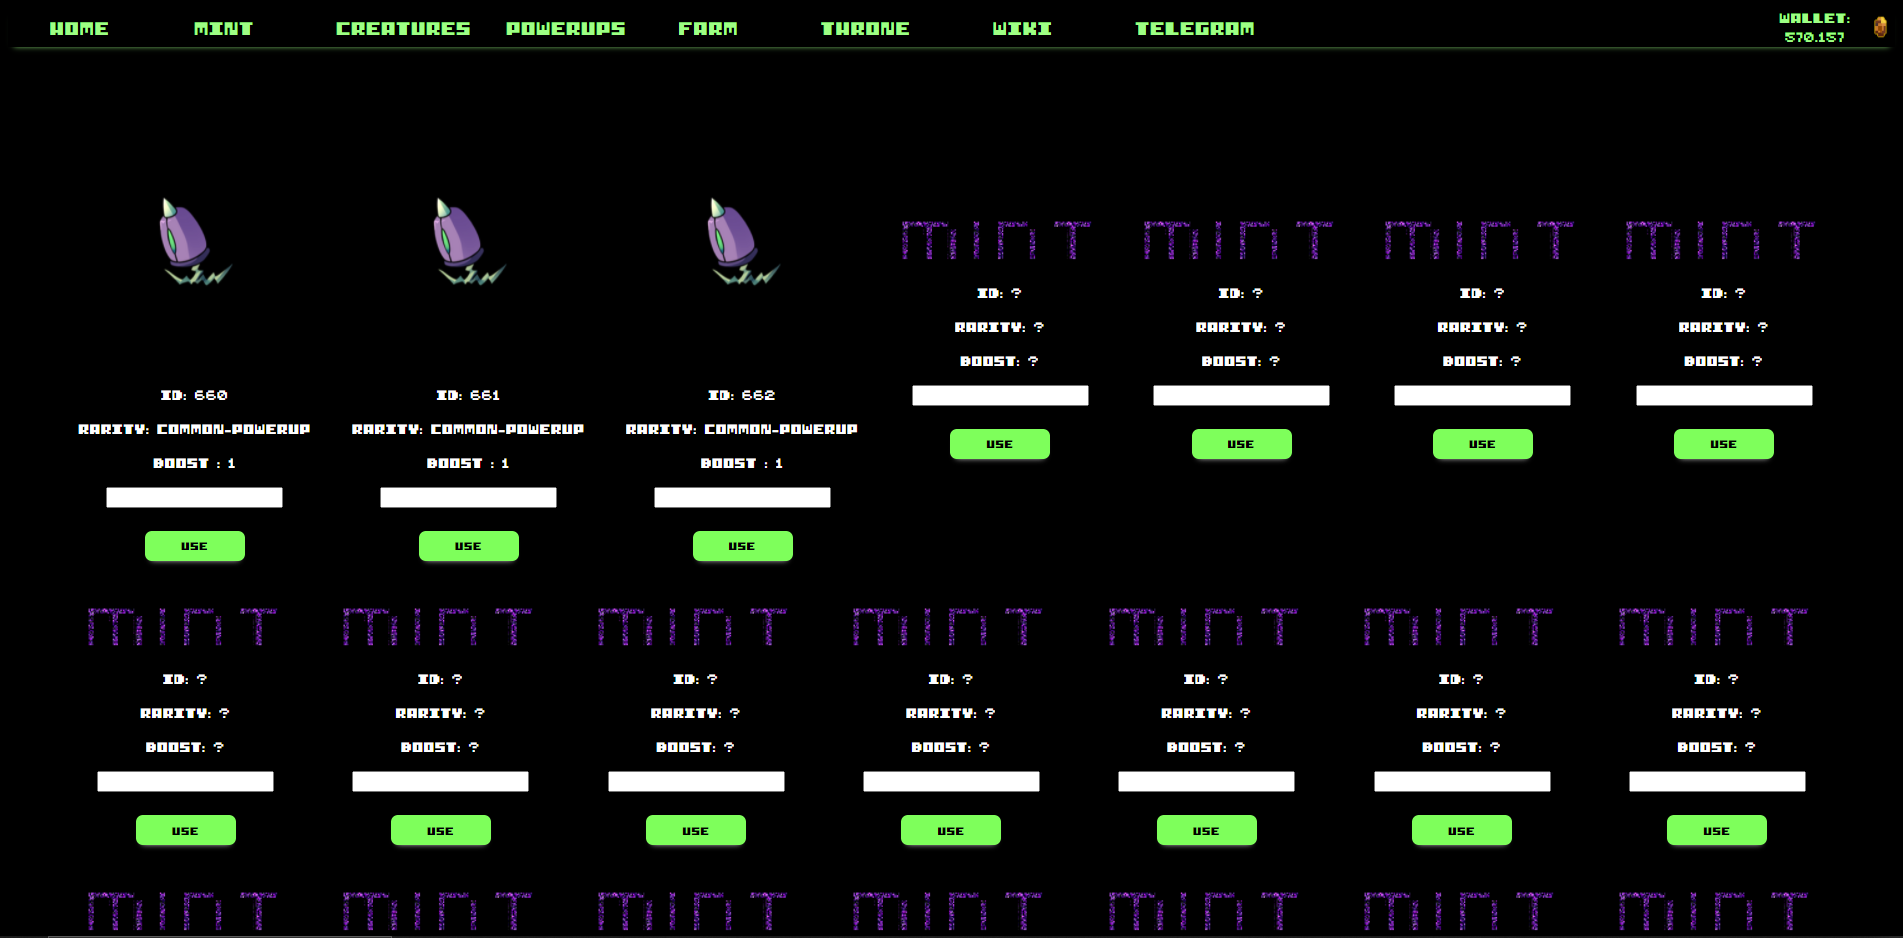 HOME MINT CREATURES POWERUPS FARM THRONE WIKI TELEGRAM WALLET:
570.157
MINT MINT MINT MINT
ID: ? ID: ? ID: ? ID: ?
RARITY: ? RARITY: ? RARITY: ? RARITY: ?
BOOST: ? BOOST: ? BOOST: ? BOOST: ?
ID: 660 ID: 661 ID: 662
RARITY: COMMON-POWERUP RARITY: COMMON-POWERUP RARITY: COMMON-POWERUP
USE USE USE USE
BOOST : 1 BOOST : 1 BOOST : 1
USE USE USE
MINT MINT MINT MINT MINT MINT MINT
ID: ? ID: ? ID: ? ID: ? ID: ? ID: ? ID: ?
RARITY: ? RARITY: ? RARITY: ? RARITY: ? RARITY: ? RARITY: ? RARITY: ?
BOOST: ? BOOST: ? BOOST: ? BOOST: ? BOOST: ? BOOST: ? BOOST: ?
USE USE USE USE USE USE USE
MINT MINT MINT MINT MINT MINT MINT